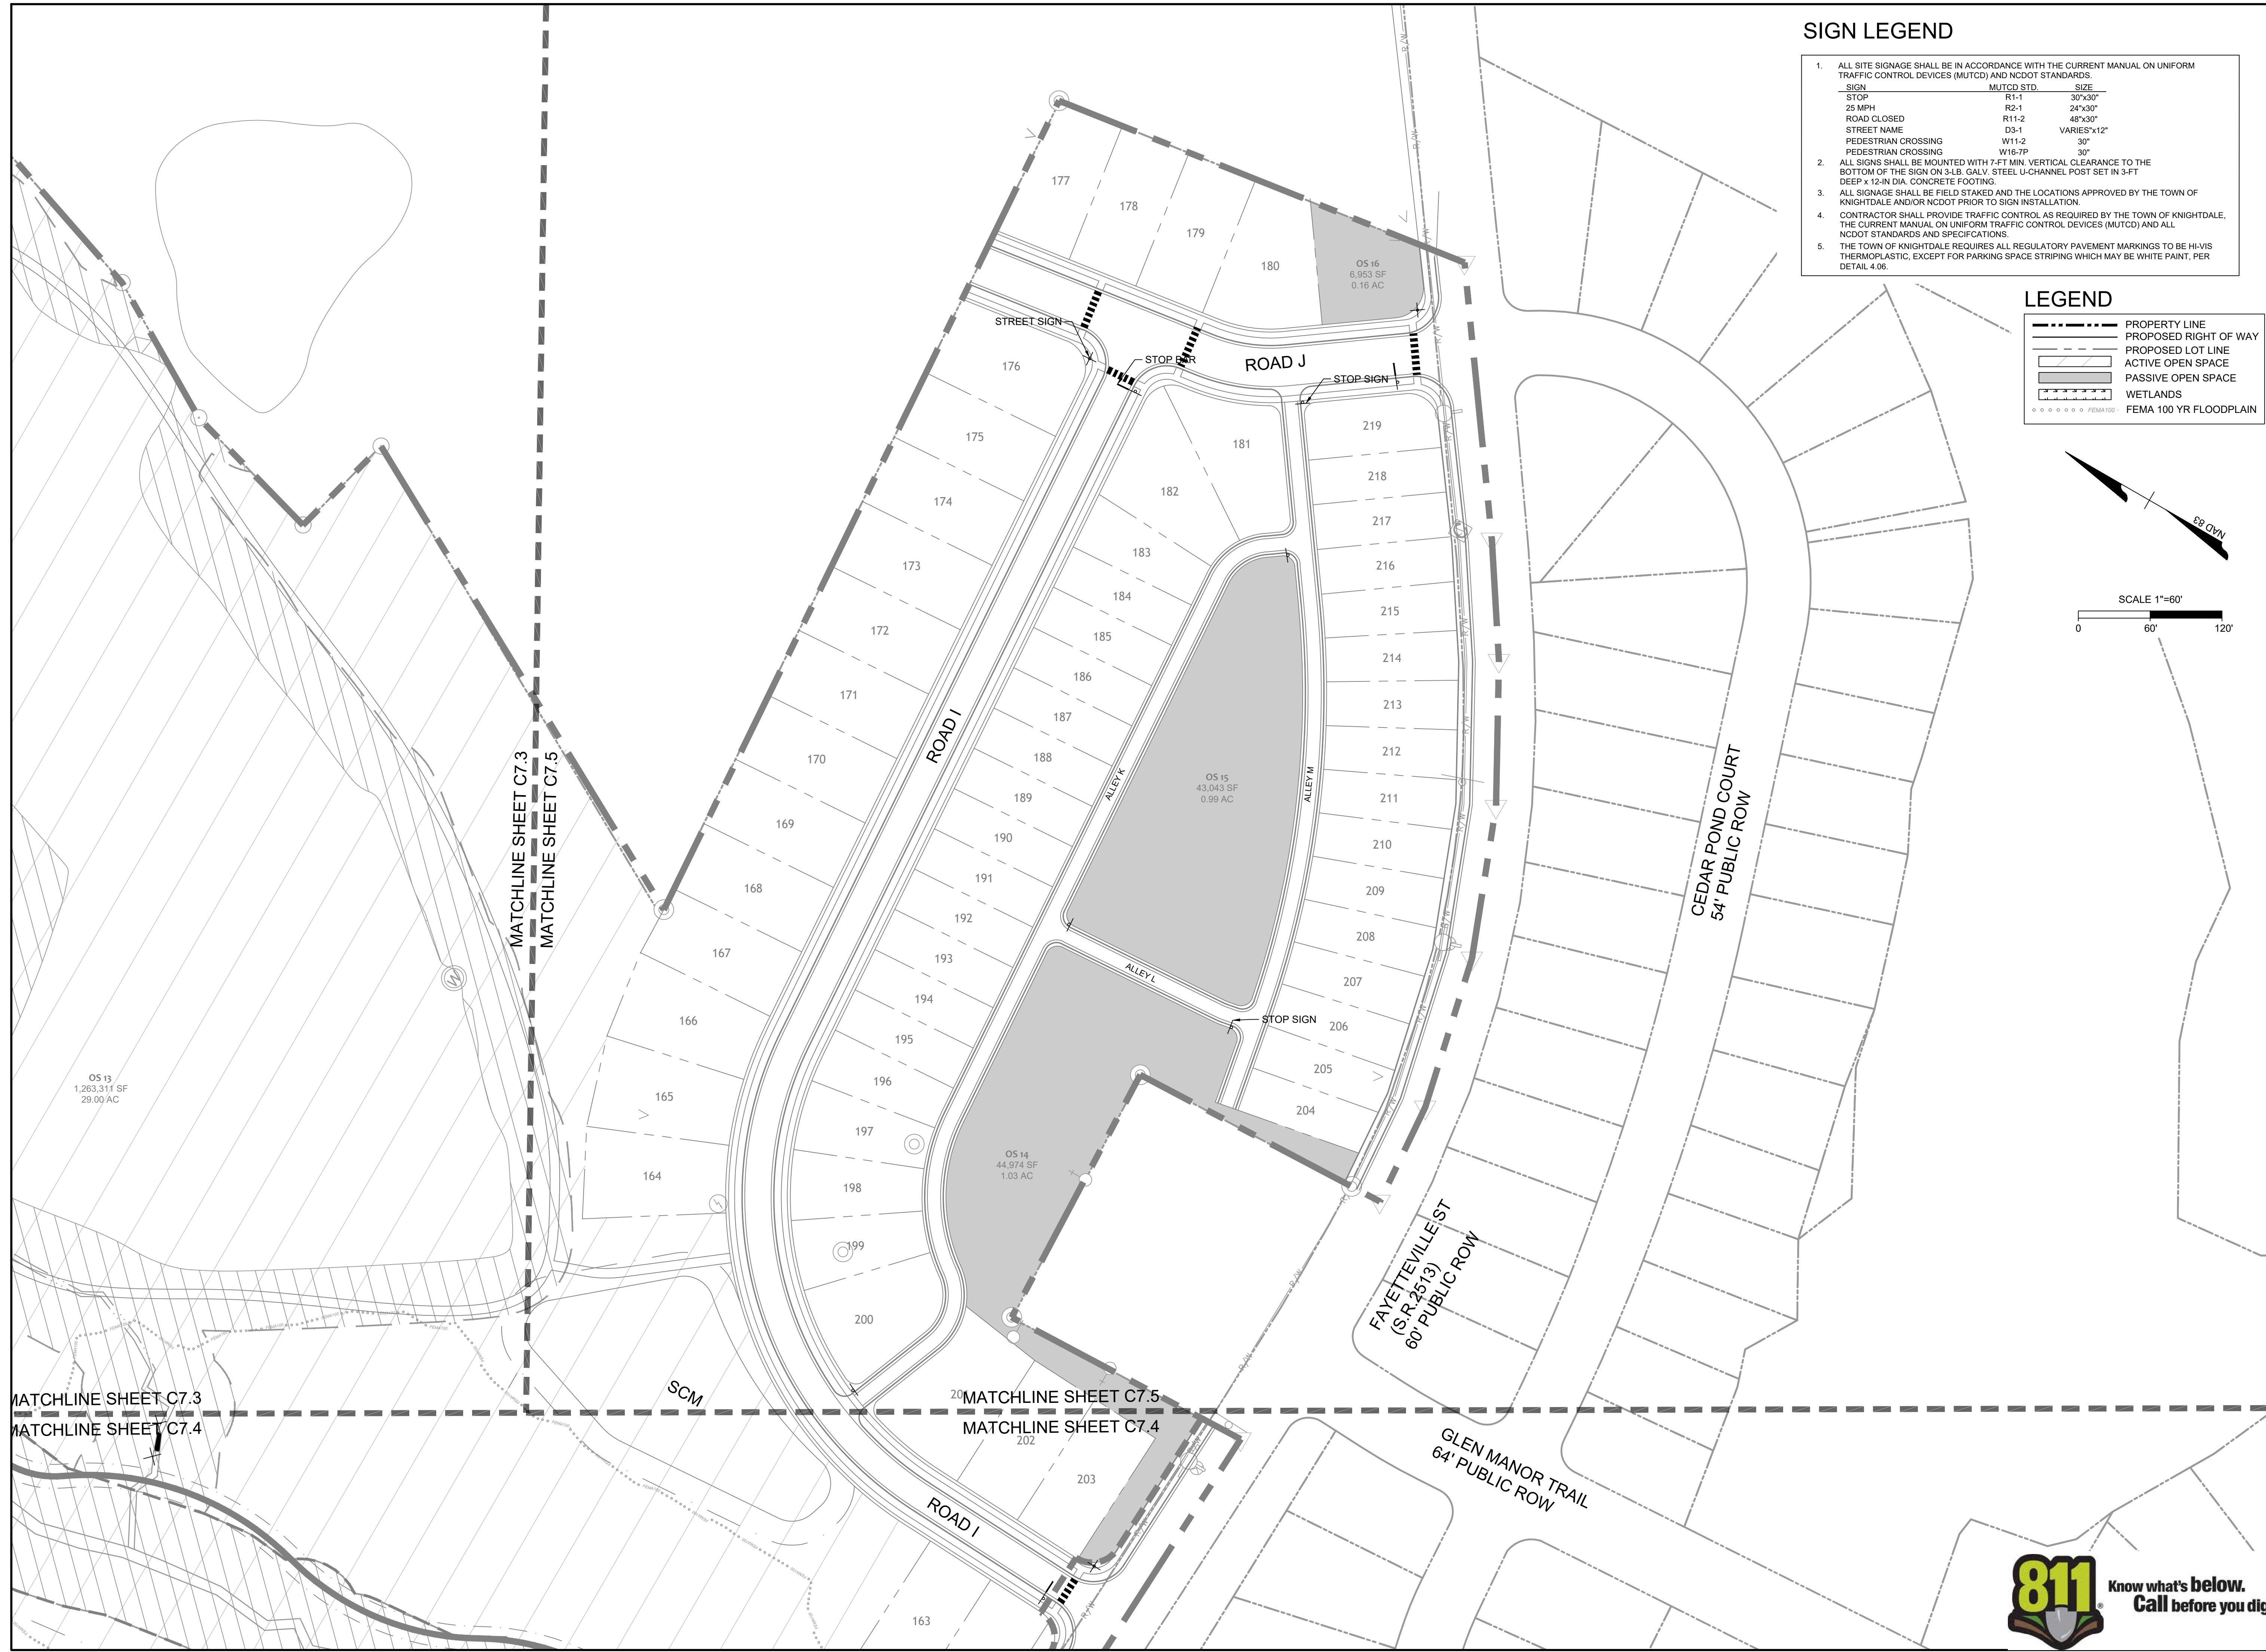 SIGN LEGEND
1. ALL SITE SIGNAGE SHALL BE IN ACCORDANCE WITH THE CURRENT MANUAL ON UNIFORM
TRAFFIC CONTROL DEVICES (MUTCD) AND NCDOT STANDARDS.
SIGN MUTCD STD. SIZE
STOP R1-1 30"x30"
25 MPH R2-1 24"x30"
ROAD CLOSED R11-2 48"x30"
STREET NAME D3-1 VARIES"x12"
PEDESTRIAN CROSSING W11-2 30"
PEDESTRIAN CROSSING W16-7P 30"
2. ALL SIGNS SHALL BE MOUNTED WITH 7-FT MIN. VERTICAL CLEARANCE TO THE
BOTTOM OF THE SIGN ON 3-LB. GALV. STEEL U-CHANNEL POST SET IN 3-FT
DEEP x 12-IN DIA. CONCRETE FOOTING.
3. ALL SIGNAGE SHALL BE FIELD STAKED AND THE LOCATIONS APPROVED BY THE TOWN OF
KNIGHTDALE AND/OR NCDOT PRIOR TO SIGN INSTALLATION.
4. CONTRACTOR SHALL PROVIDE TRAFFIC CONTROL AS REQUIRED BY THE TOWN OF KNIGHTDALE,
THE CURRENT MANUAL ON UNIFORM TRAFFIC CONTROL DEVICES (MUTCD) AND ALL
NCDOT STANDARDS AND SPECIFCATIONS.
5. THE TOWN OF KNIGHTDALE REQUIRES ALL REGULATORY PAVEMENT MARKINGS TO BE HI-VIS
THERMOPLASTIC, EXCEPT FOR PARKING SPACE STRIPING WHICH MAY BE WHITE PAINT, PER
DETAIL 4.06.
LEGEND
PROPERTY LINE
PROPOSED RIGHT OF WAY
PROPOSED LOT LINE
ACTIVE OPEN SPACE
PASSIVE OPEN SPACE
WETLANDS
FEMA100 FEMA 100 YR FLOODPLAIN
NAD 83
SCALE 1"=60'
0 60' 120'
177
178
179
180
OS 16
6,953 SF
0.16 AC
STREET SIGN
STOP BAR
ROAD J
STOP SIGN
176
175
174
173
172
171
170
169
168
167
166
165
164
181
182
183
184
185
186
187
188
189
190
191
192
193
194
195
196
197
198
199
200
219
218
217
216
215
214
213
212
211
210
209
208
207
206
205
204
ROAD I
ALLEY K
OS 15
43,043 SF
0.99 AC
ALLEY M
ALLEY L
STOP SIGN
OS 14
44,974 SF
1.03 AC
OS 13
1,263,311 SF
29.00 AC
W
MATCHLINE SHEET C7.3
MATCHLINE SHEET C7.5
CEDAR POND COURT
54' PUBLIC ROW
FAYETTEVILLE ST
(S.R.2513)
60' PUBLIC ROW
GLEN MANOR TRAIL
64' PUBLIC ROW
SCM
MATCHLINE SHEET C7.3
MATCHLINE SHEET C7.4
20
MATCHLINE SHEET C7.5
MATCHLINE SHEET C7.4
202
203
ROAD I
163
R/W
811
Know what's below.
Call before you dig